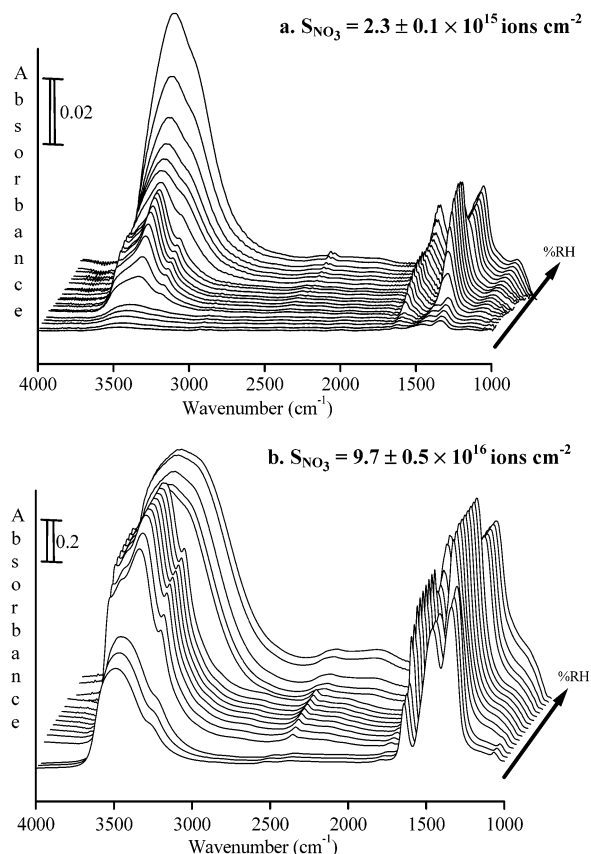 a. S_NO3 = 2.3 ± 0.1 × 10^15 ions cm^-2
Absorbance
0.02
%RH
4000 3500 3000 2500 2000 1500 1000
Wavenumber (cm^-1)
b. S_NO3 = 9.7 ± 0.5 × 10^16 ions cm^-2
Absorbance
0.2
%RH
4000 3500 3000 2500 2000 1500 1000
Wavenumber (cm^-1)